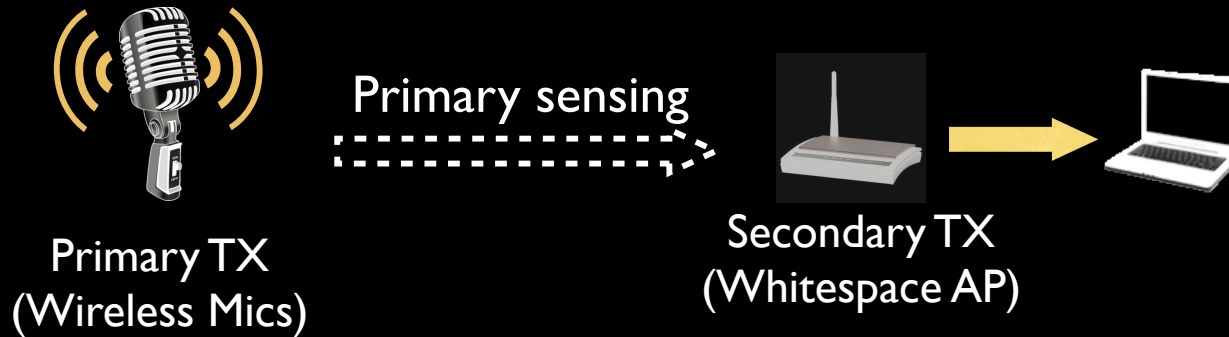 Primary sensing
Primary TX
(Wireless Mics)
Secondary TX
(Whitespace AP)